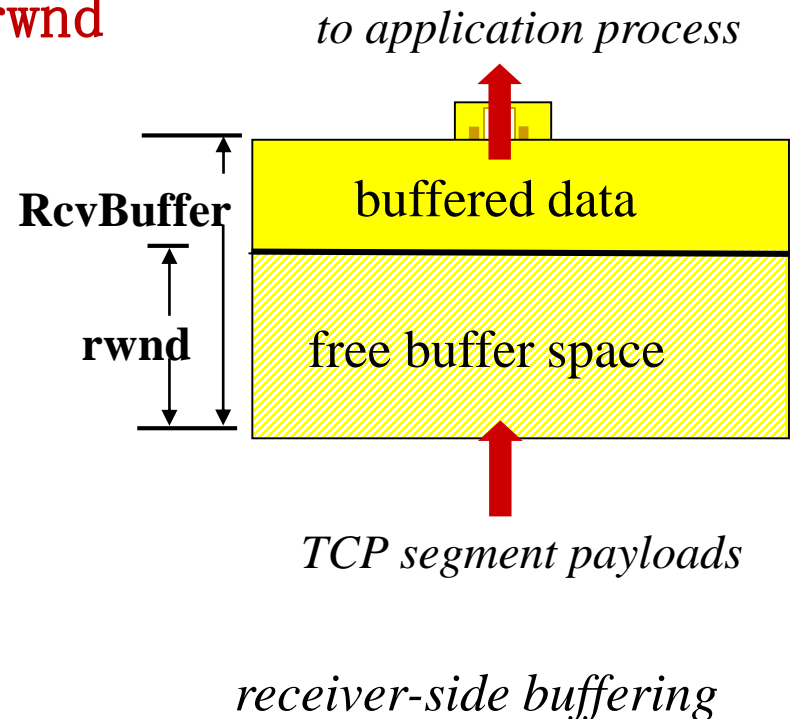 rwnd
to application process
buffered data
RcvBuffer
rwnd
free buffer space
TCP segment payloads
receiver-side buffering